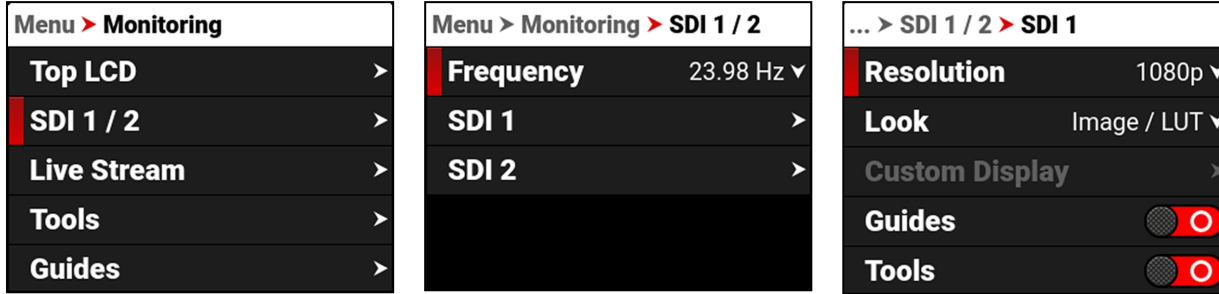 Menu > Monitoring
Top LCD
SDI 1 / 2
Live Stream
Tools
Guides
Menu > Monitoring > SDI 1 / 2
Frequency 23.98 Hz
SDI 1
SDI 2
... > SDI 1 / 2 > SDI 1
Resolution 1080p
Look Image / LUT
Custom Display
Guides
Tools